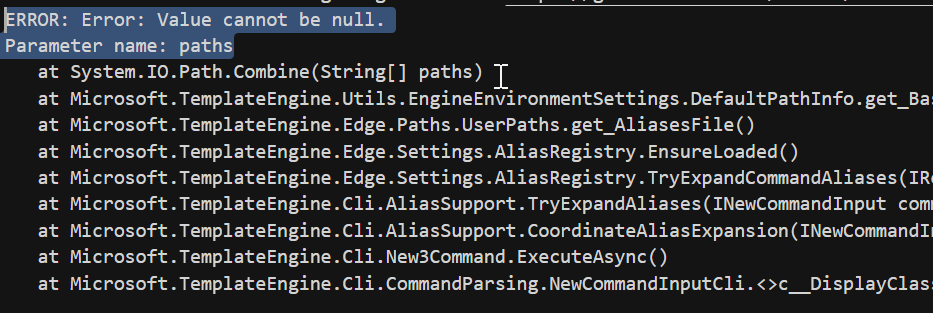 ERROR: Error: Value cannot be null.
Parameter name: paths
at System.IO.Path.Combine(String[] paths)
at Microsoft.TemplateEngine.Utils.EngineEnvironmentSettings.DefaultPathInfo.get_Bas
at Microsoft.TemplateEngine.Edge.Paths.UserPaths.get_AliasesFile()
at Microsoft.TemplateEngine.Edge.Settings.AliasRegistry.EnsureLoaded()
at Microsoft.TemplateEngine.Edge.Settings.AliasRegistry.TryExpandCommandAliases(IRe
at Microsoft.TemplateEngine.Cli.AliasSupport.TryExpandAliases(INewCommandInput comm
at Microsoft.TemplateEngine.Cli.AliasSupport.CoordinateAliasExpansion(INewCommandIn
at Microsoft.TemplateEngine.Cli.New3Command.ExecuteAsync()
at Microsoft.TemplateEngine.Cli.CommandParsing.NewCommandInputCli.<>c__DisplayClass